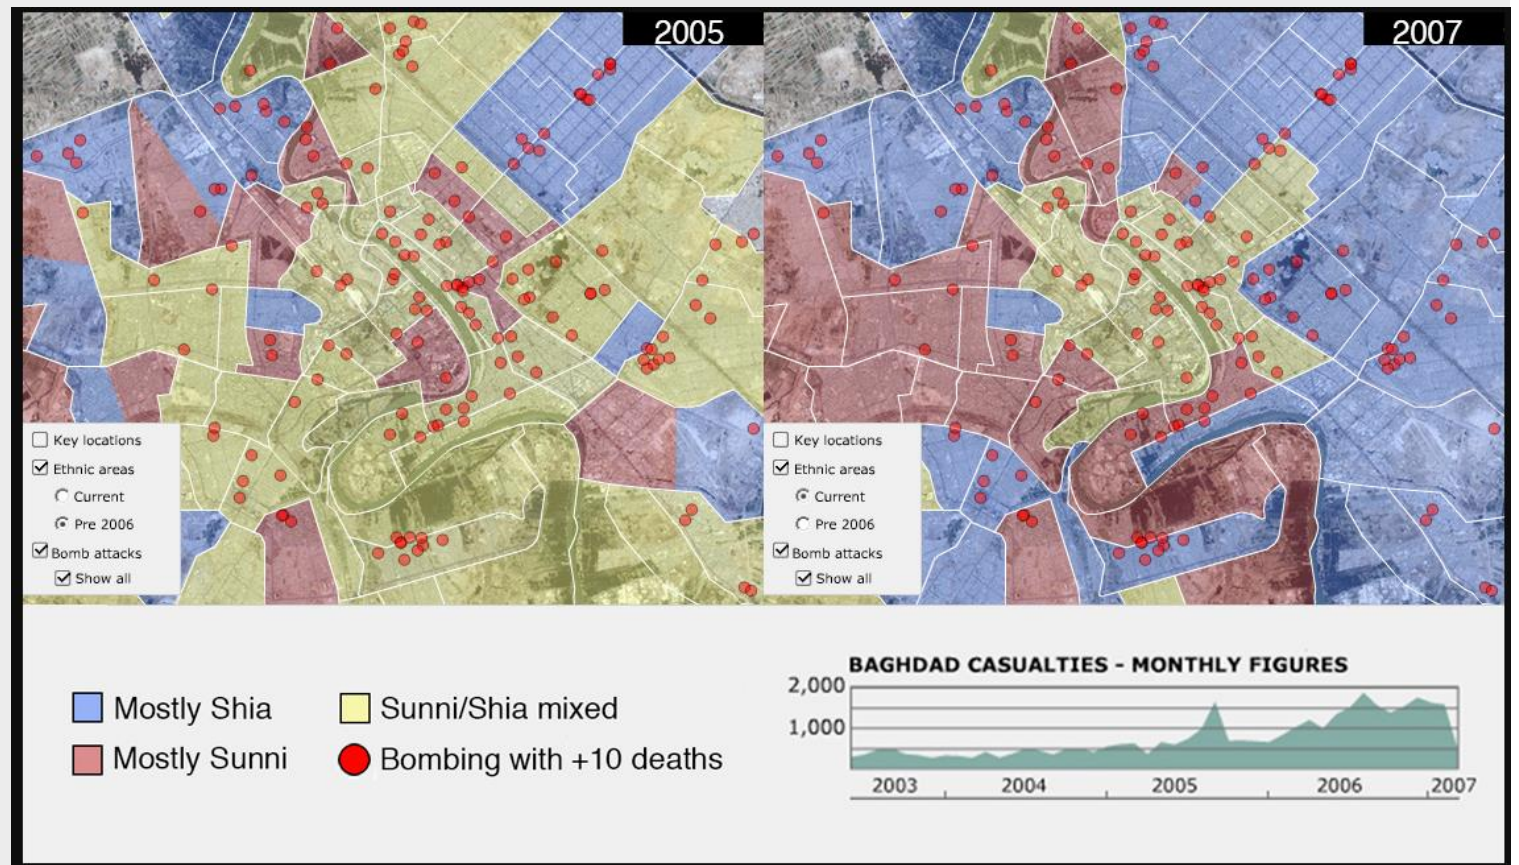 2005
2007
Key locations
Ethnic areas
Current
Pre 2006
Bomb attacks
Show all
Key locations
Ethnic areas
Current
Pre 2006
Bomb attacks
Show all
Mostly Shia
Sunni/Shia mixed
Mostly Sunni
Bombing with +10 deaths
BAGHDAD CASUALTIES - MONTHLY FIGURES
2,000
1,000
2003 2004 2005 2006 2007